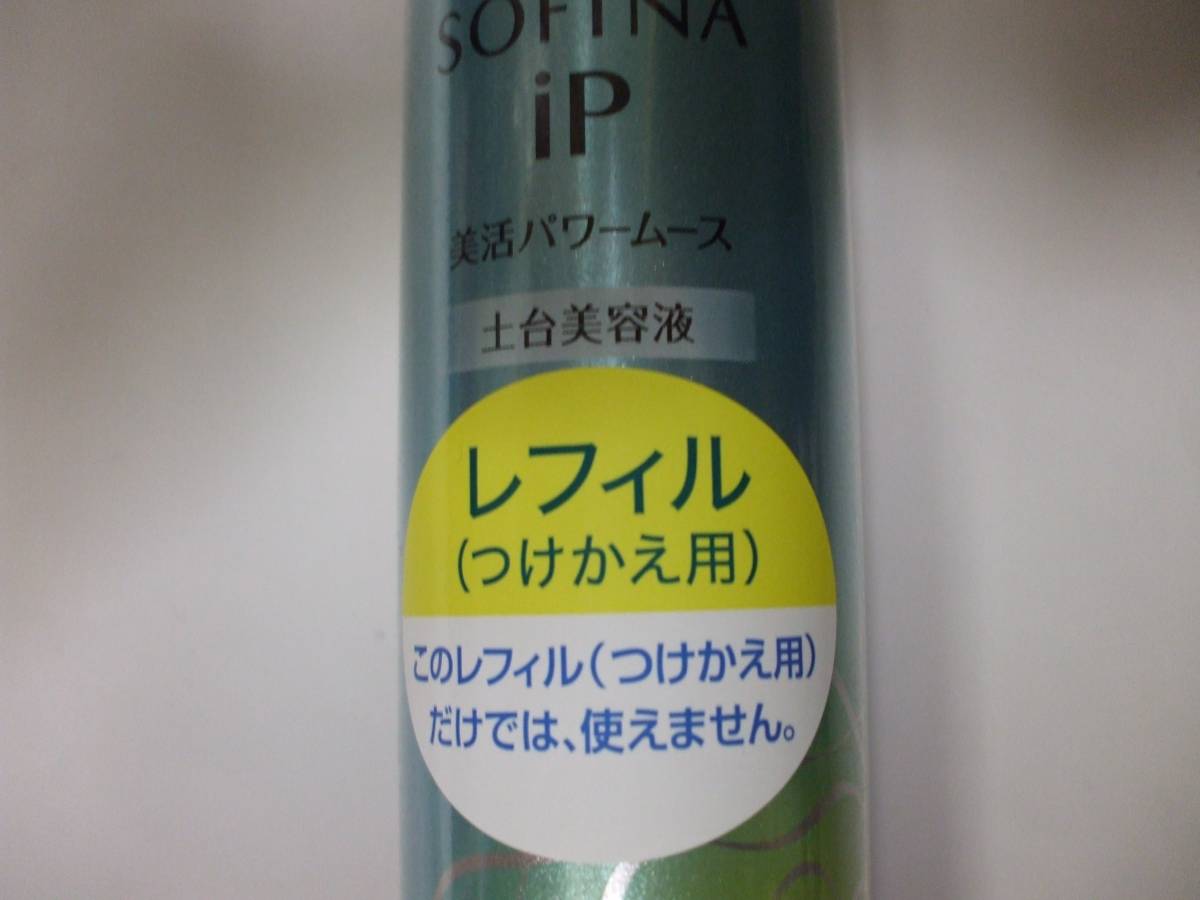 SOFINA
iP
美活パワームース
土台美容液
レフィル
(つけかえ用)
このレフィル(つけかえ用)
だけでは、使えません。